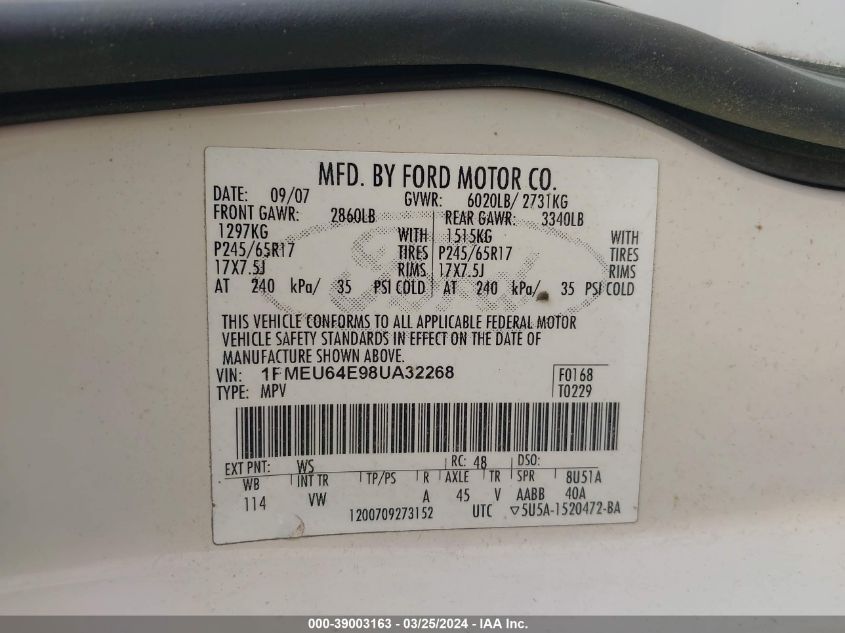 MFD. BY FORD MOTOR CO.
DATE: 09/07 GVWR: 6020LB/ 2731KG
FRONT GAWR: 2860LB REAR GAWR: 3340LB
1297KG WITH 1515KG WITH
P245/65R17 TIRES P245/65R17 TIRES
17X7.5J RIMS 17X7.5J RIMS
AT 240 kPa/ 35 PSI COLD AT 240 kPa/ 35 PSI COLD
Ford
THIS VEHICLE CONFORMS TO ALL APPLICABLE FEDERAL MOTOR
VEHICLE SAFETY STANDARDS IN EFFECT ON THE DATE OF
MANUFACTURE SHOWN ABOVE.
VIN: 1FMEU64E98UA32268 F0168
TYPE: MPV T0229
EXT PNT: WS RC: 48 DSO:
WB INT TR TP/PS R AXLE TR SPR 8U51A
114 VW A 45 V AABB 40A
1200709273152 UTC ▽5U5A-1520472-BA
000-39003163 - 03/25/2024 - IAA Inc.